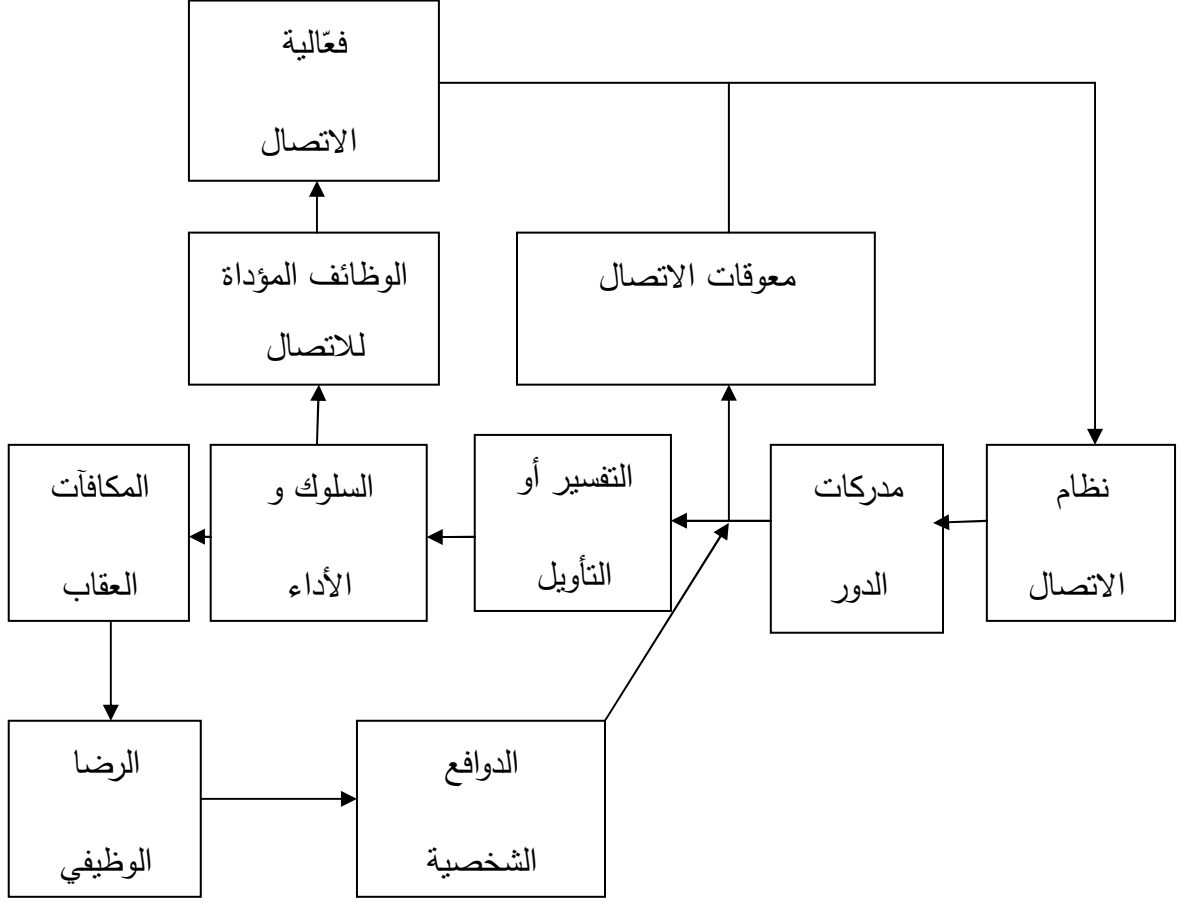 فعّالية
الاتصال
الوظائف المؤداة
للاتصال
معوقات الاتصال
نظام
الاتصال
مدركات
الدور
التفسير أو
التأويل
السلوك و
الأداء
المكافآت
العقاب
الرضا
الوظيفي
الدوافع
الشخصية